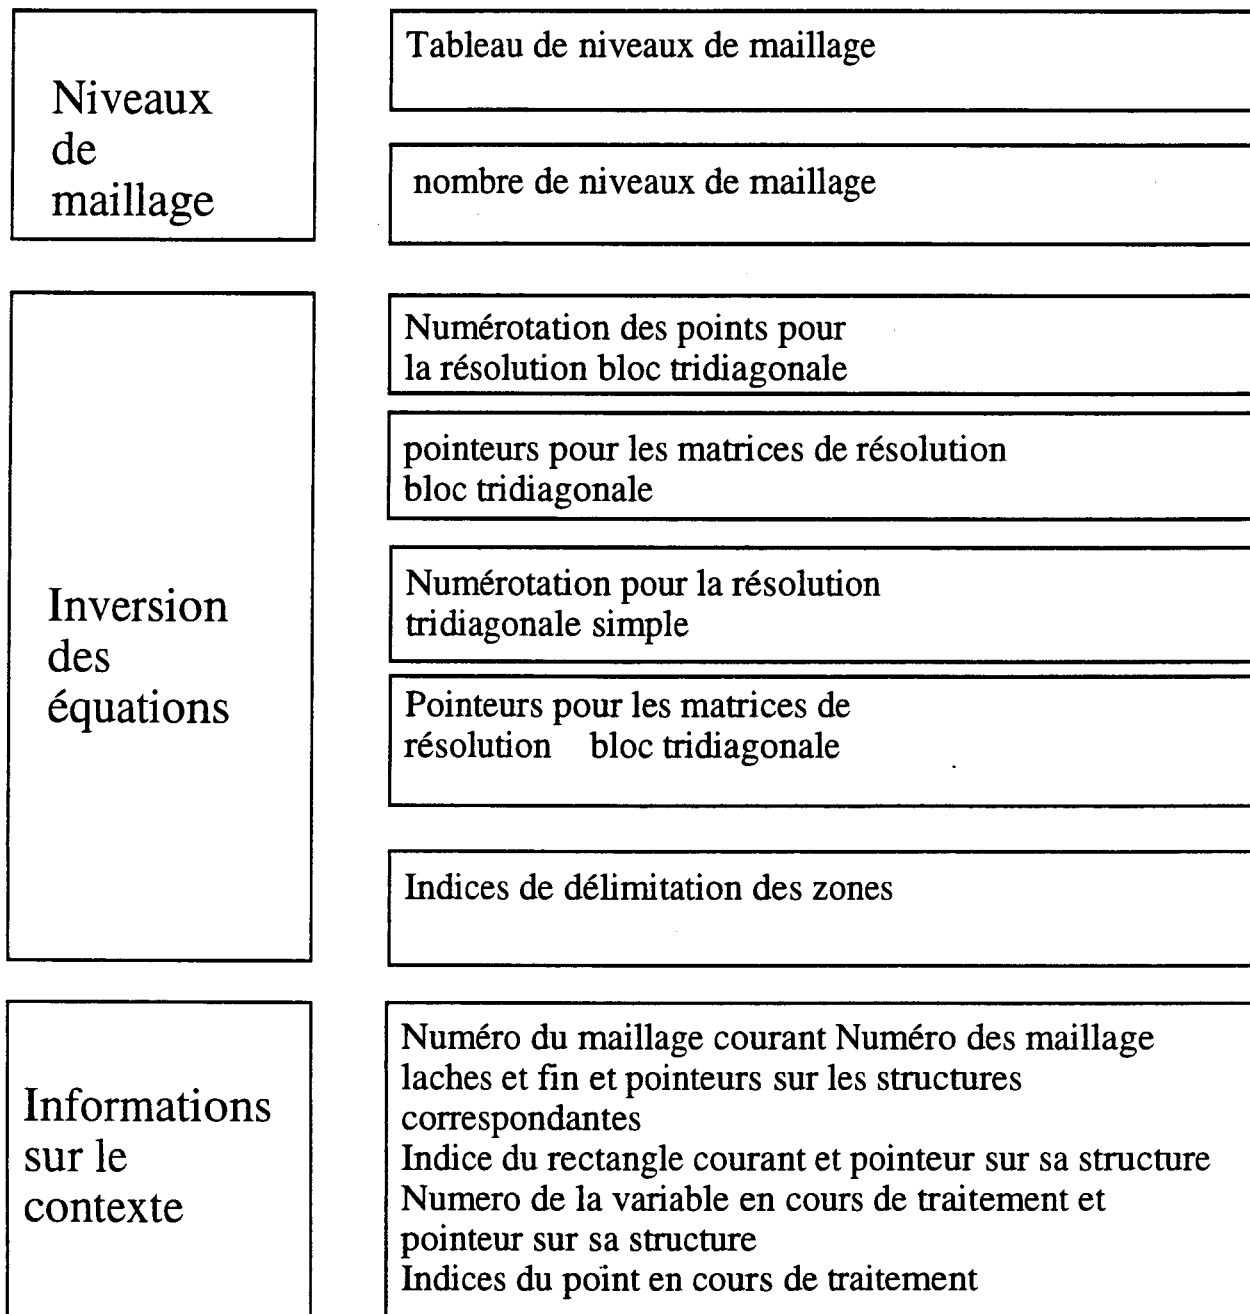 Niveaux
de
maillage
Tableau de niveaux de maillage
nombre de niveaux de maillage
Inversion
des
équations
Numérotation des points pour
la résolution bloc tridiagonale
pointeurs pour les matrices de résolution
bloc tridiagonale
Numérotation pour la résolution
tridiagonale simple
Pointeurs pour les matrices de
résolution bloc tridiagonale
Indices de délimitation des zones
Informations
sur le
contexte
Numéro du maillage courant Numéro des maillage
laches et fin et pointeurs sur les structures
correspondantes
Indice du rectangle courant et pointeur sur sa structure
Numero de la variable en cours de traitement et
pointeur sur sa structure
Indices du point en cours de traitement